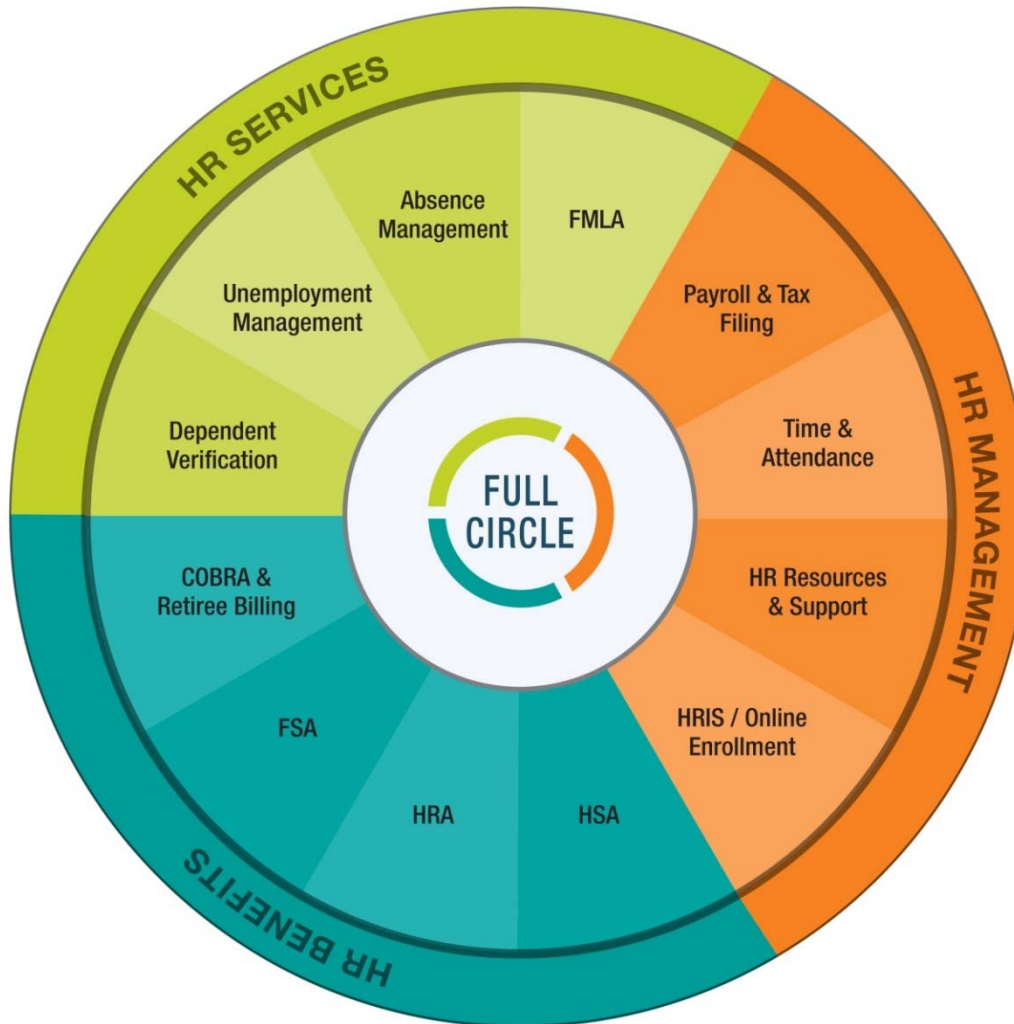 HR SERVICES
Absence
Management
FMLA
Unemployment
Management
Dependent
Verification
HR MANAGEMENT
Payroll & Tax
Filing
Time &
Attendance
HR Resources
& Support
HRIS / Online
Enrollment
FULL
CIRCLE
COBRA &
Retiree Billing
FSA
HRA
HSA
HR BENEFITS